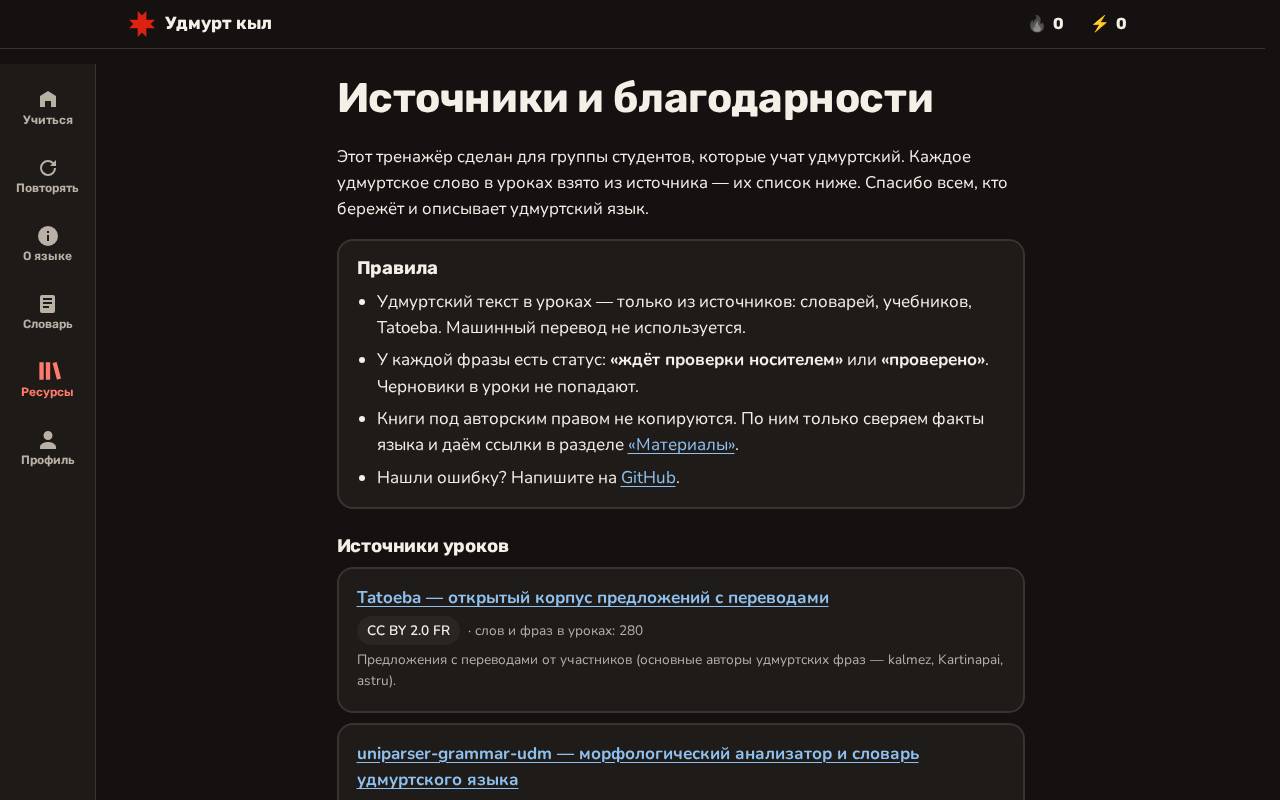 Удмурт кыл
0
0
Учиться
Повторять
О языке
Словарь
Ресурсы
Профиль
Источники и благодарности
Этот тренажёр сделан для группы студентов, которые учат удмуртский. Каждое
удмуртское слово в уроках взято из источника — их список ниже. Спасибо всем, кто
бережёт и описывает удмуртский язык.
Правила
• Удмуртский текст в уроках — только из источников: словарей, учебников,
Tatoeba. Машинный перевод не используется.
• У каждой фразы есть статус: «ждёт проверки носителем» или «проверено».
Черновики в уроки не попадают.
• Книги под авторским правом не копируются. По ним только сверяем факты
языка и даём ссылки в разделе «Материалы».
• Нашли ошибку? Напишите на GitHub.
Источники уроков
Tatoeba — открытый корпус предложений с переводами
CC BY 2.0 FR · слов и фраз в уроках: 280
Предложения с переводами от участников (основные авторы удмуртских фраз — kalmez, Kartinapai,
astru).
uniparser-grammar-udm — морфологический анализатор и словарь
удмуртского языка